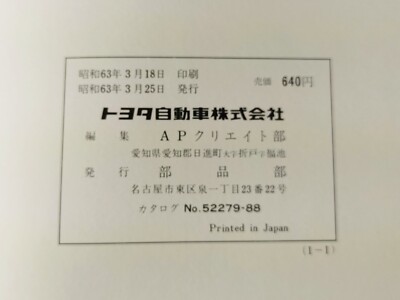 昭和63年3月18日 印刷
昭和63年3月25日 発行
売価 640円
トヨタ自動車株式会社
編集 APクリエイト部
愛知県愛知郡日進町大字折戸字福池
発行 部品部
名古屋市東区泉一丁目23番22号
カタログ No.52279-88
Printed in Japan
(1-1)